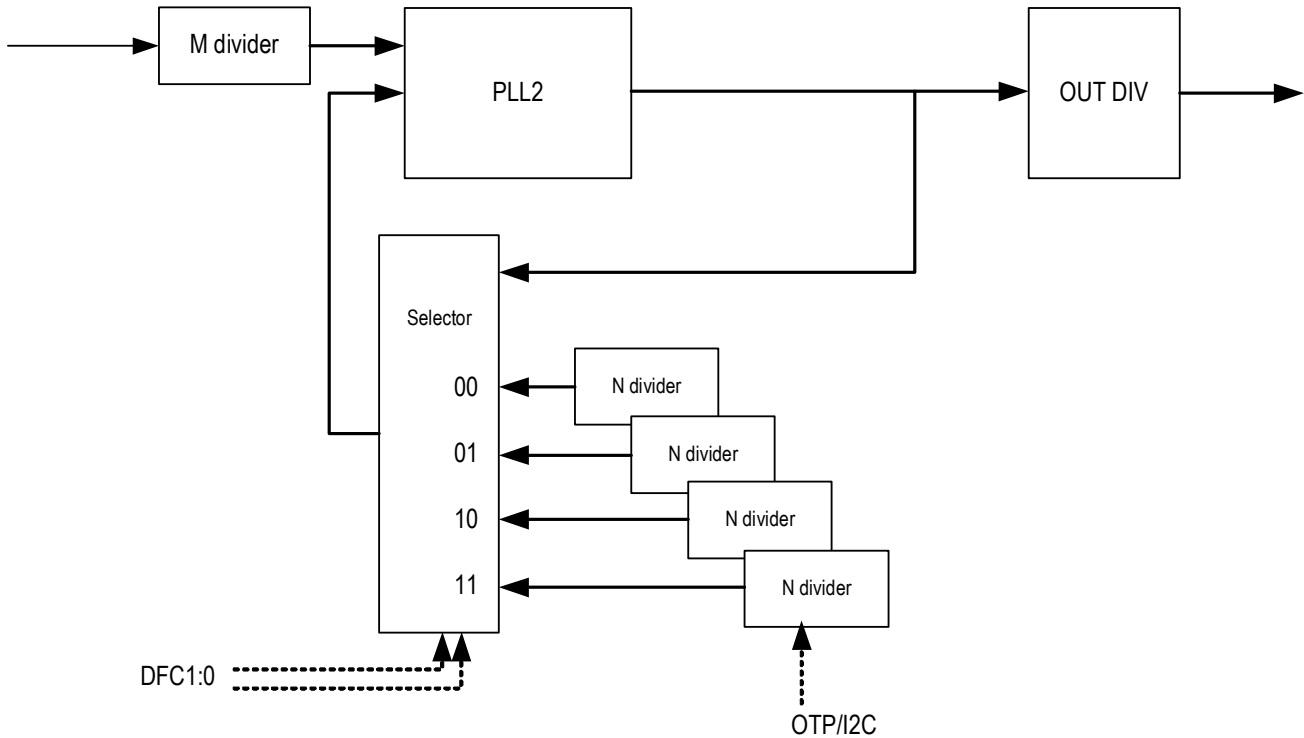 M divider
PLL2
OUT DIV
Selector
00
N divider
01
N divider
10
N divider
11
N divider
DFC1:0
OTP/I2C